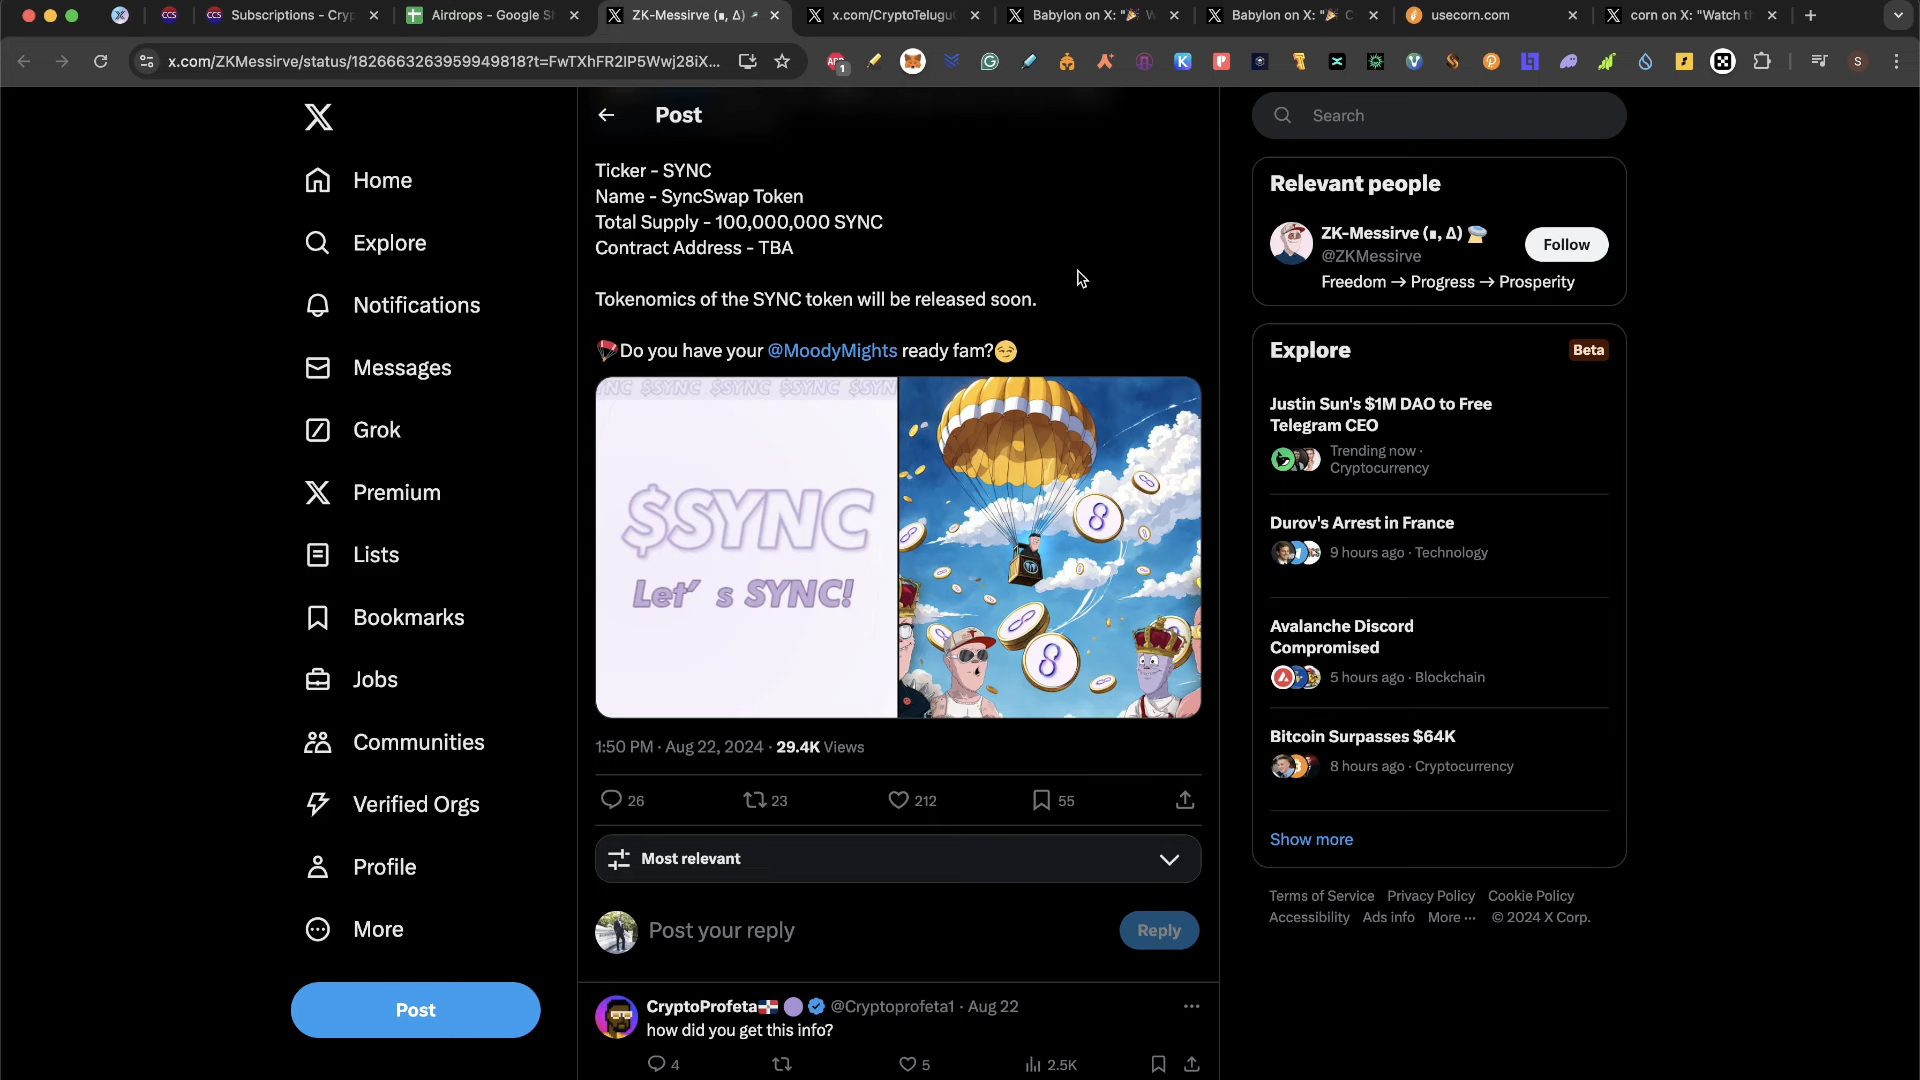 Subscriptions - Cryp
Airdrops - Google Sh
ZK-Messirve (∎, Δ)
x.com/CryptoTelugu
Babylon on X: "🎉 W
Babylon on X: "🎉 C
usecorn.com
corn on X: "Watch th
x.com/ZKMessirve/status/1826663263959949818?t=FwTXhFR2IP5Wwj28iX...
Home
Explore
Notifications
Messages
Grok
Premium
Lists
Bookmarks
Jobs
Communities
Verified Orgs
Profile
More
Post
Post
Ticker - SYNC
Name - SyncSwap Token
Total Supply - 100,000,000 SYNC
Contract Address - TBA
Tokenomics of the SYNC token will be released soon.
🪂Do you have your @MoodyMights ready fam?😏
$SYNC $SYNC $SYNC
$SYNC
Let' s SYNC!
1:50 PM · Aug 22, 2024 · 29.4K Views
26
23
212
55
Most relevant
Post your reply
Reply
CryptoProfeta🇩🇴 @Cryptoprofeta1 · Aug 22
how did you get this info?
4
5
2.5K
Search
Relevant people
ZK-Messirve (∎, Δ)
@ZKMessirve
Follow
Freedom → Progress → Prosperity
Explore
Beta
Justin Sun's $1M DAO to Free
Telegram CEO
Trending now ·
Cryptocurrency
Durov's Arrest in France
9 hours ago · Technology
Avalanche Discord
Compromised
5 hours ago · Blockchain
Bitcoin Surpasses $64K
8 hours ago · Cryptocurrency
Show more
Terms of Service Privacy Policy Cookie Policy
Accessibility Ads info More ··· © 2024 X Corp.